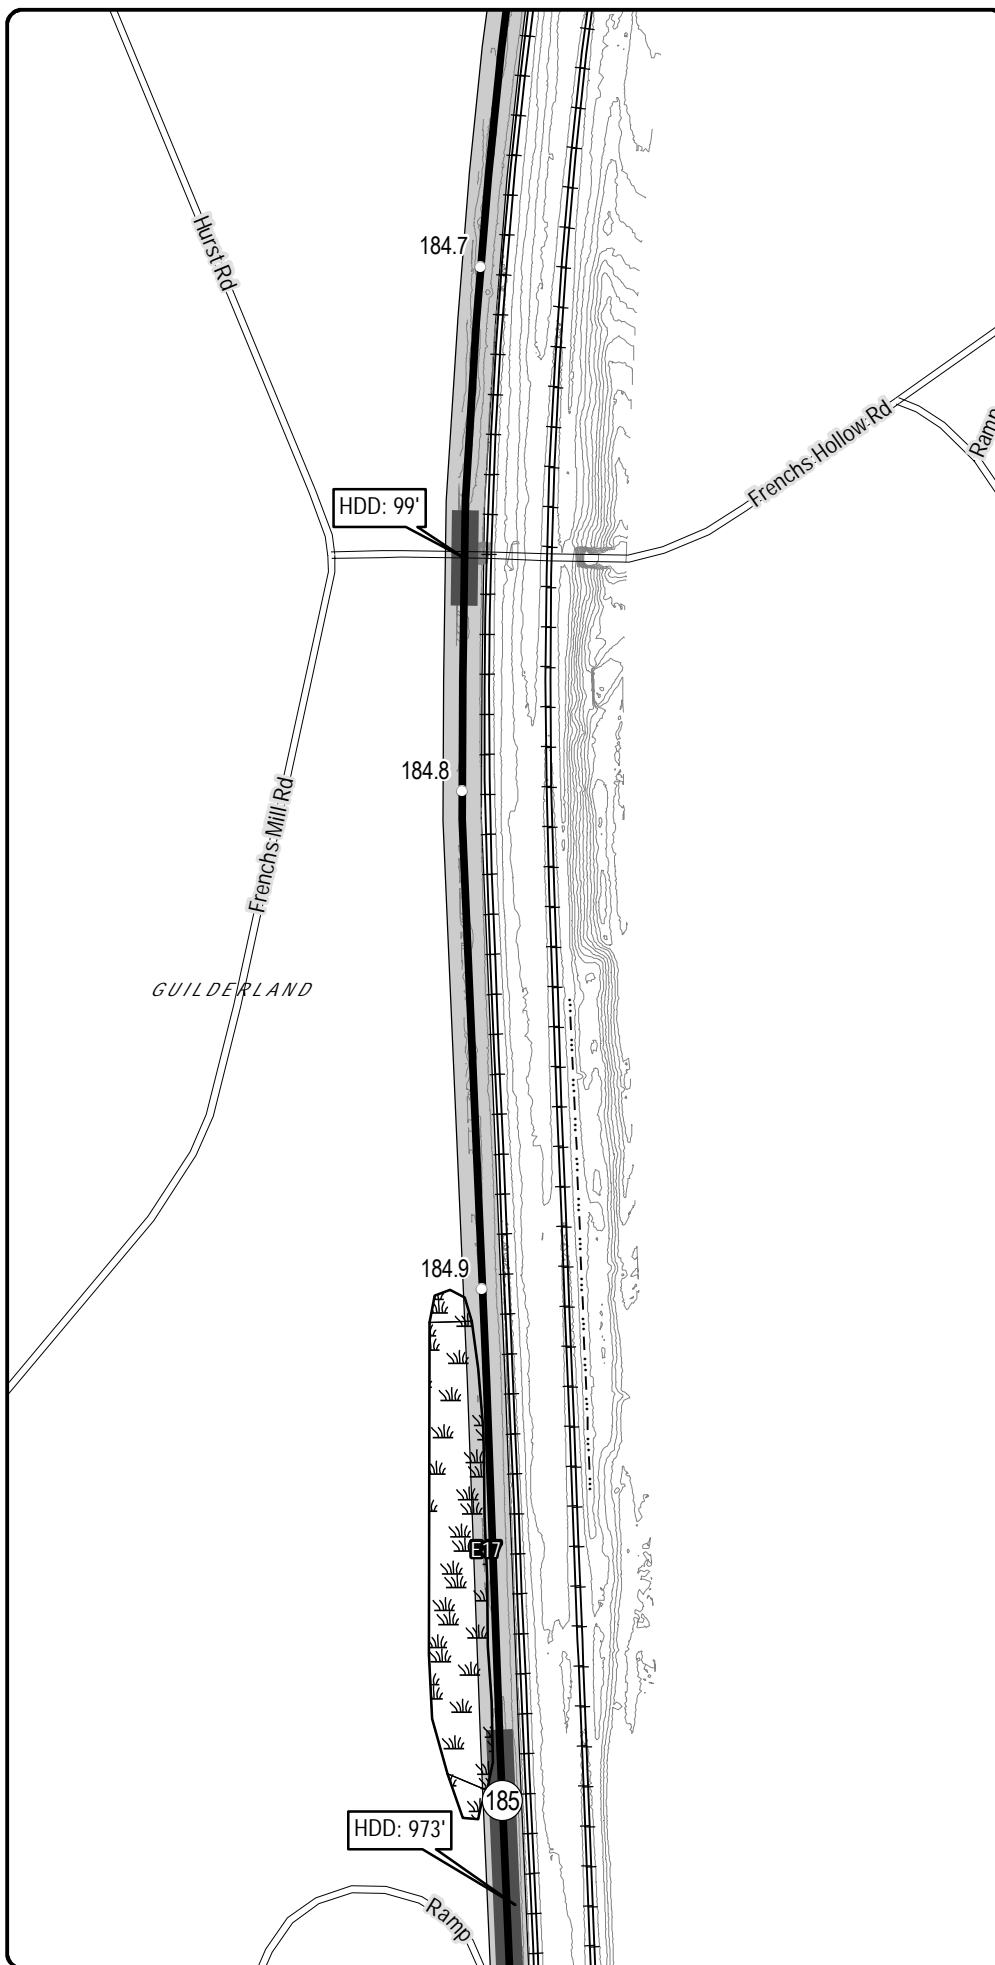 Hurst Rd
184.7
Frenchs Hollow Rd
Ramp
HDD: 99'
184.8
Frenchs Mill Rd
GUILDERLAND
184.9
E17
185
HDD: 973'
Ramp